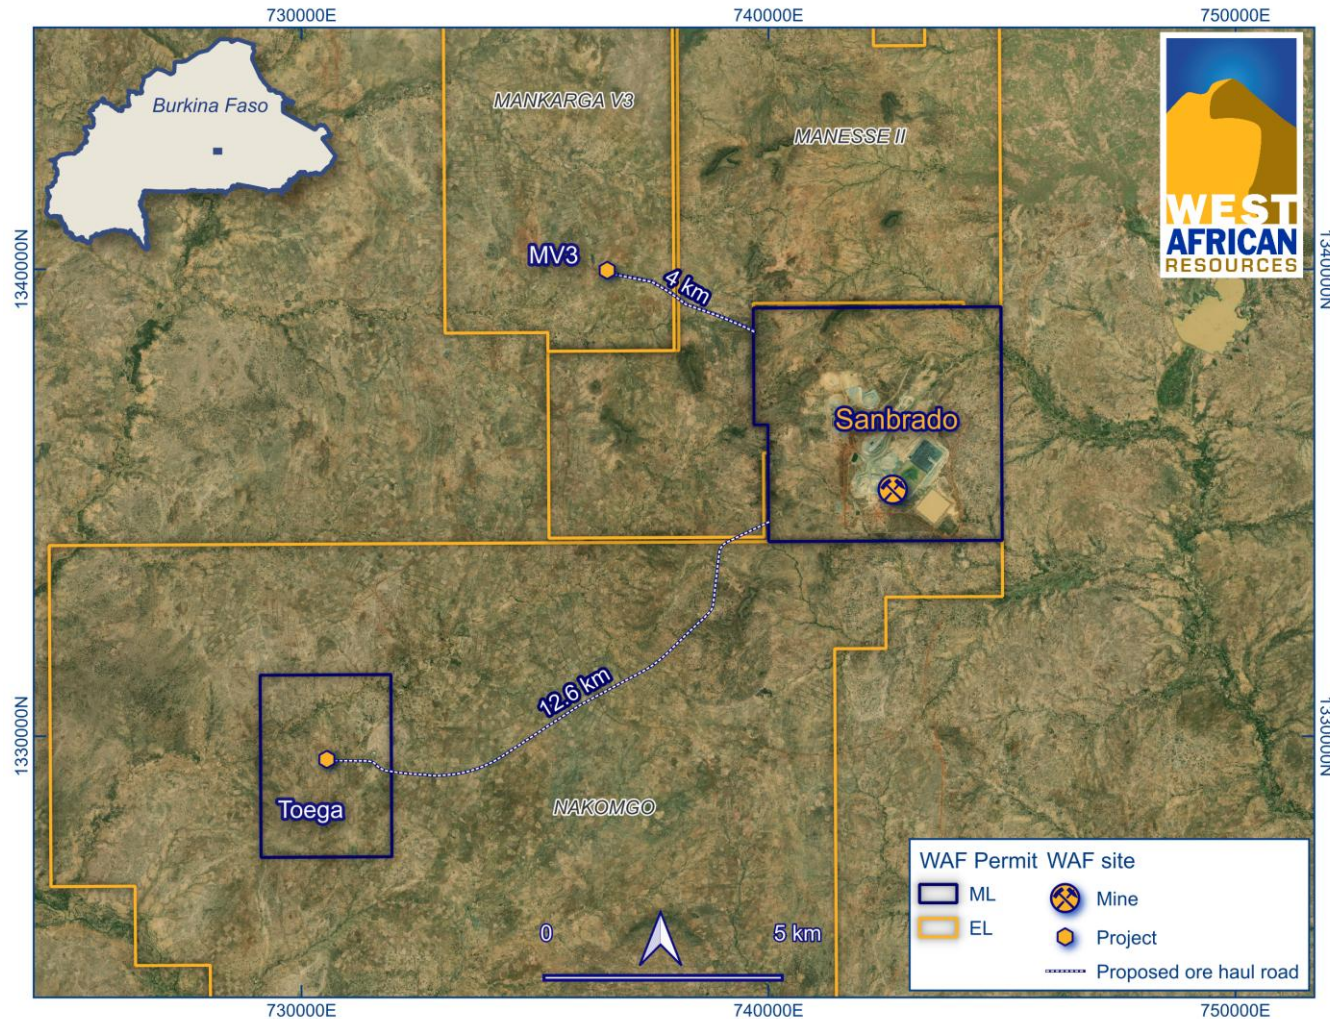 730000E
740000E
750000E
Burkina Faso
MANKARGA V3
MANESSE II
WEST
AFRICAN
RESOURCES
1340000N
1340000N
MV3
4 km
Sanbrado
12.6 km
1330000N
1330000N
Toega
NAKOMGO
WAF Permit WAF site
ML
Mine
EL
Project
Proposed ore haul road
0
5 km
730000E
740000E
750000E